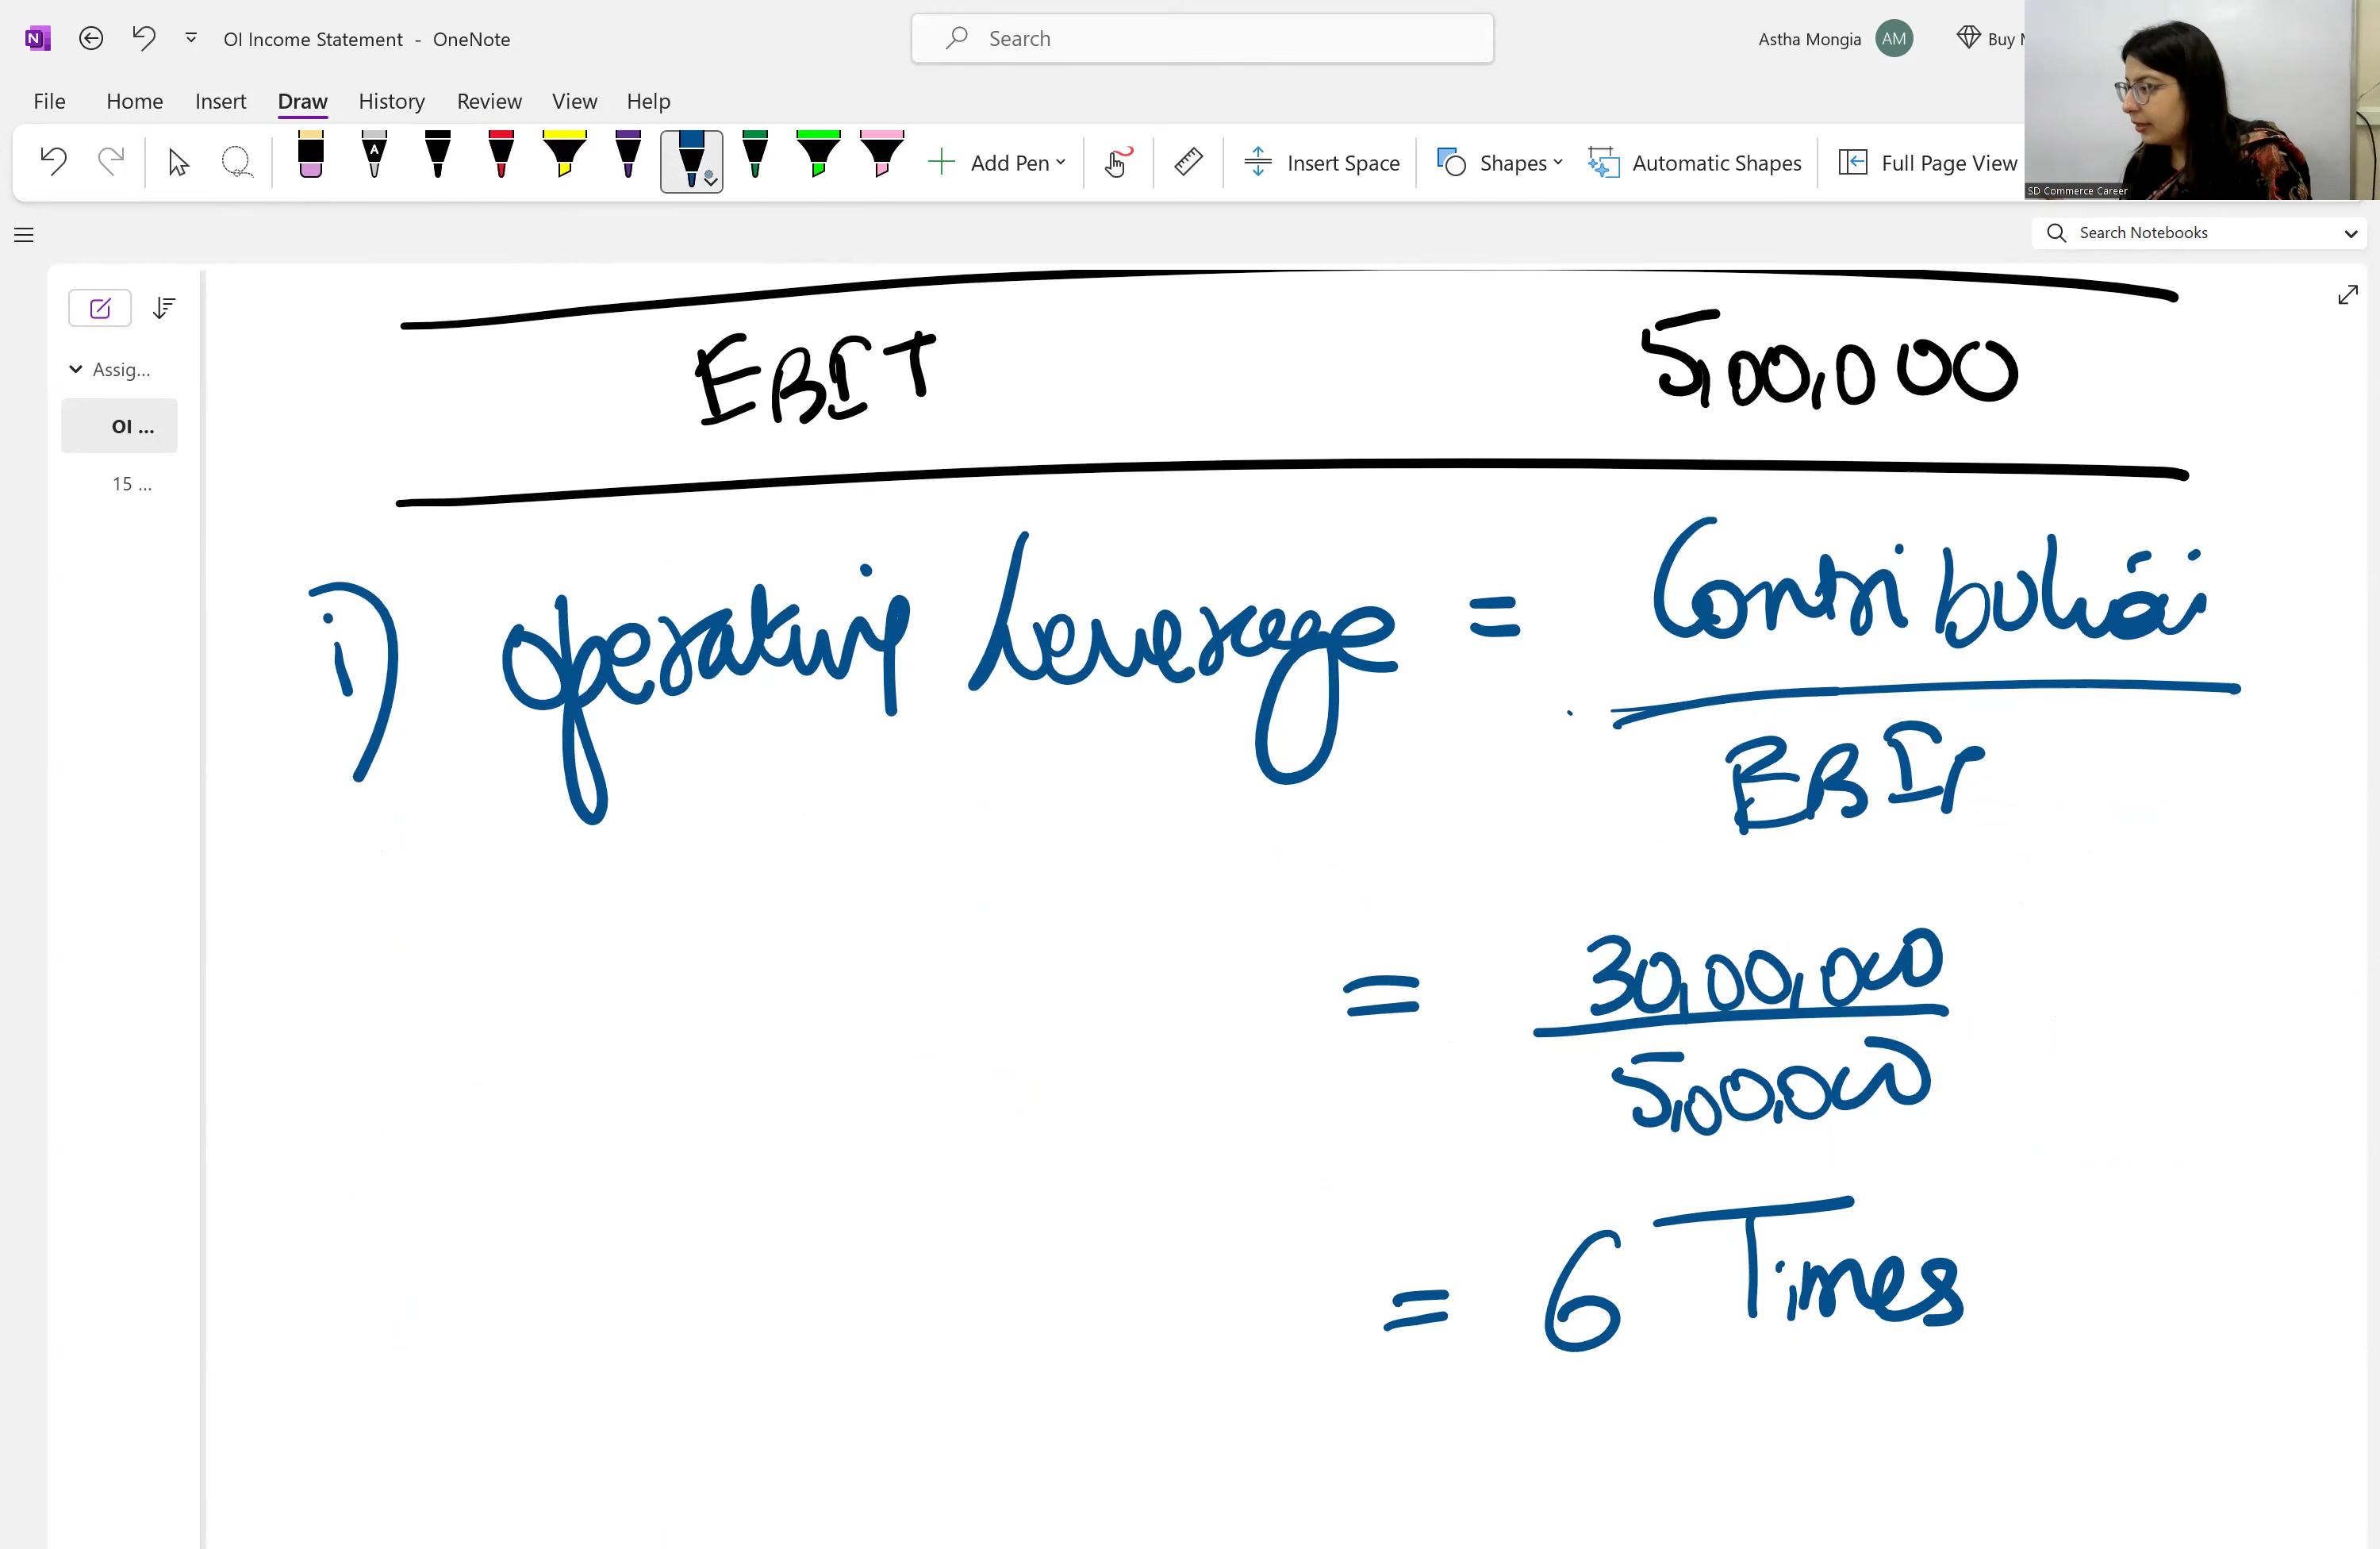 OI Income Statement - OneNote
Search
Astha Mongia AM Buy
File Home Insert Draw History Review View Help
Add Pen Insert Space Shapes Automatic Shapes Full Page View
SD Commerce Career
Search Notebooks
Assig...
OI ...
15 ...
EBIT 5,00,000
i) operating Leverage = Contribution
EBIT
= 30,00,000
5,00,000
= 6 Times